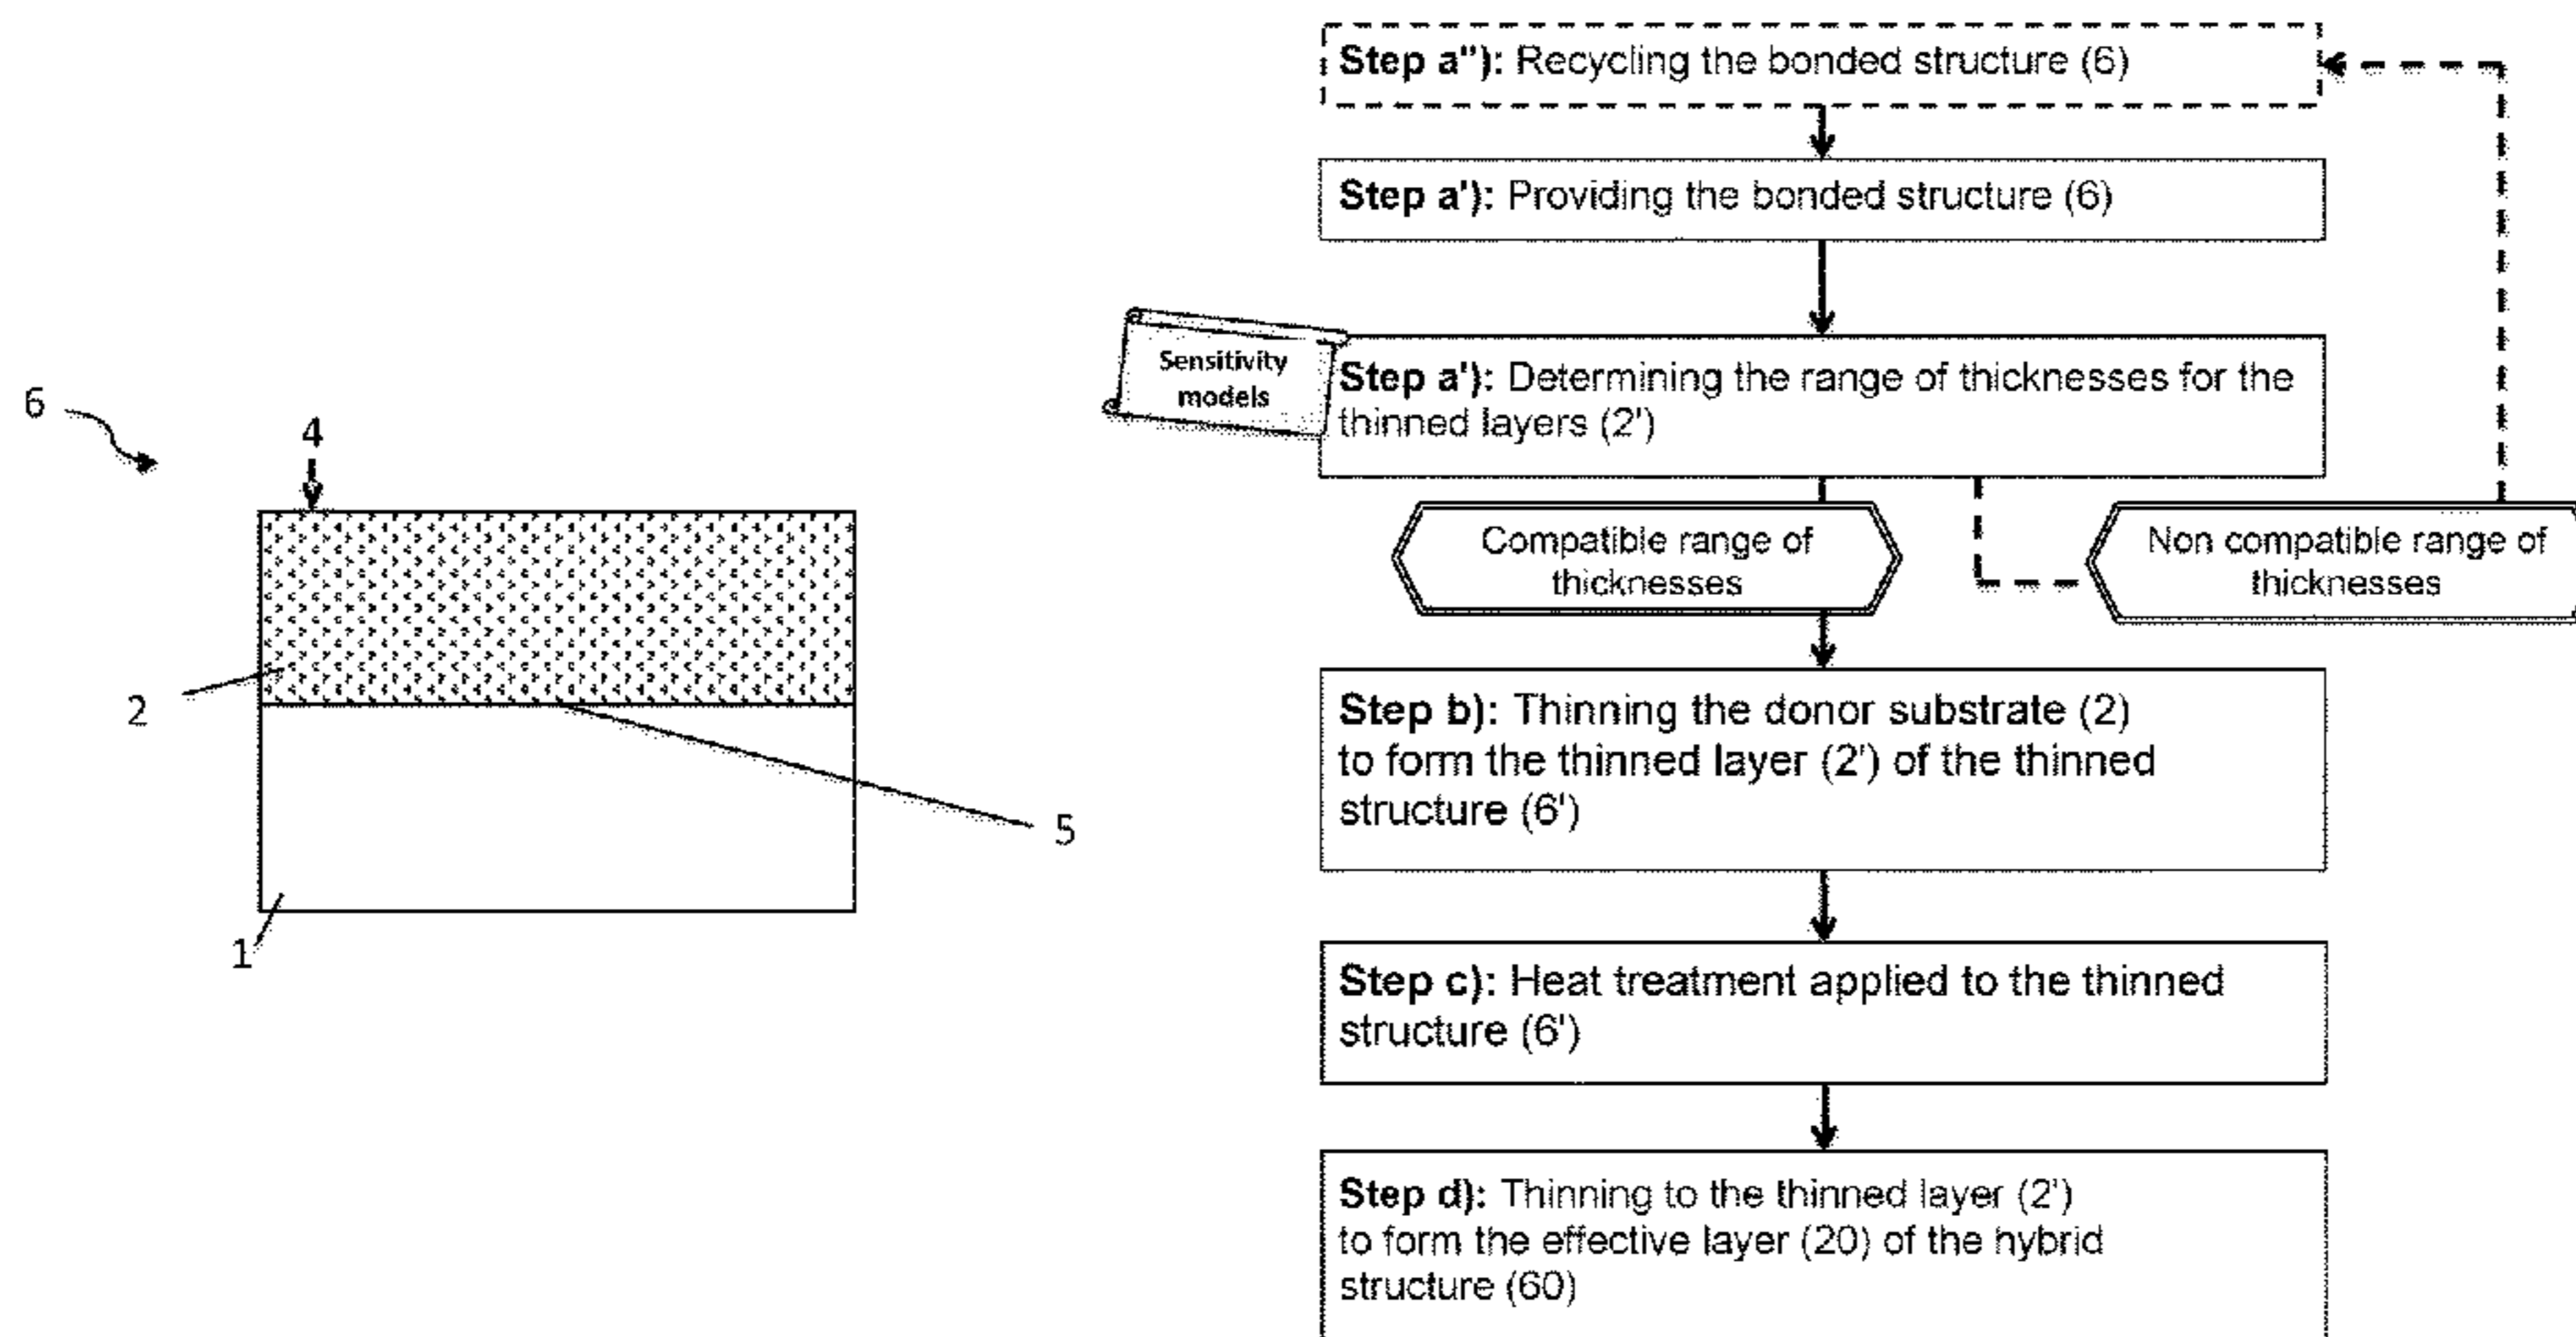 6
4
2
5
1
Step a"): Recycling the bonded structure (6)
Step a'): Providing the bonded structure (6)
Sensitivity
models
Step a'): Determining the range of thicknesses for the
thinned layers (2')
Compatible range of
thicknesses
Non compatible range of
thicknesses
Step b): Thinning the donor substrate (2)
to form the thinned layer (2') of the thinned
structure (6')
Step c): Heat treatment applied to the thinned
structure (6')
Step d): Thinning to the thinned layer (2')
to form the effective layer (20) of the hybrid
structure (60)